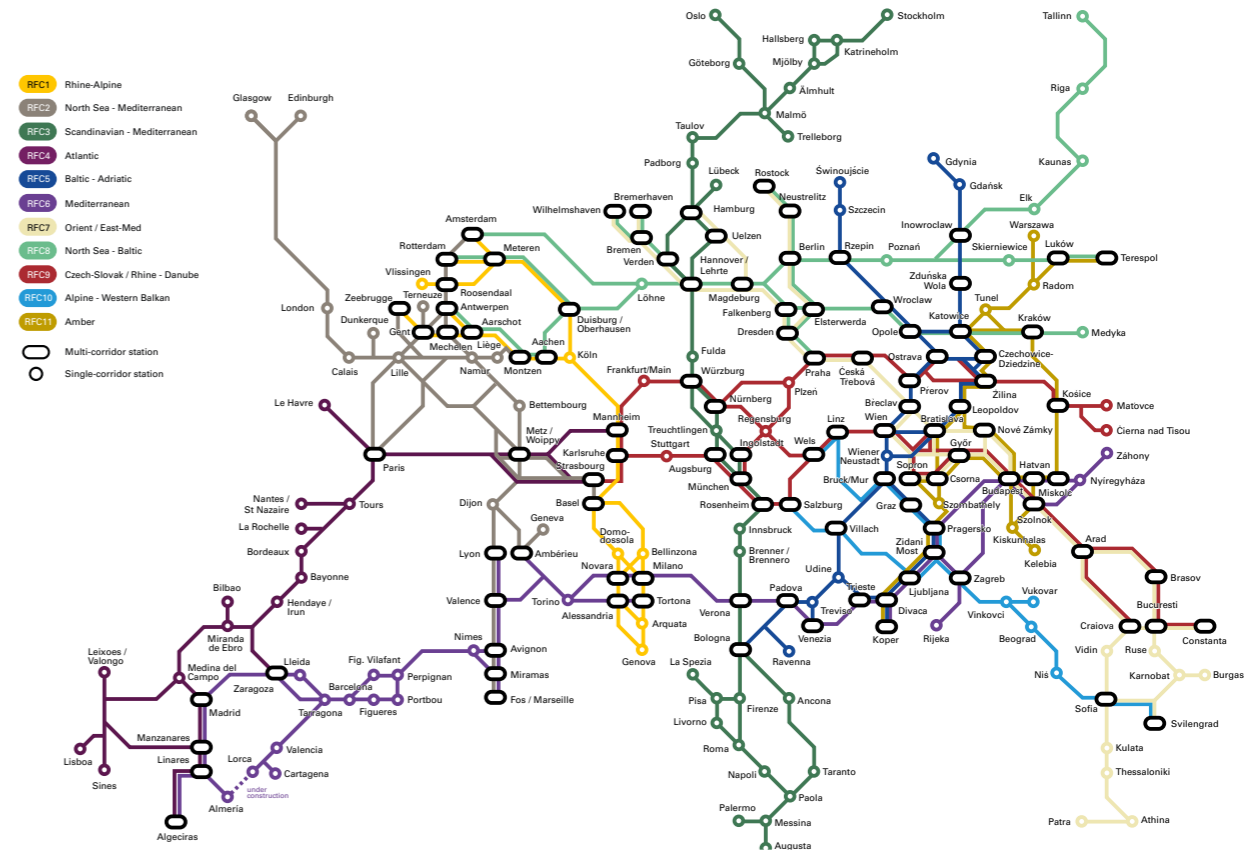 RFC1 Rhine-Alpine
RFC2 North Sea - Mediterranean
RFC3 Scandinavian - Mediterranean
RFC4 Atlantic
RFC5 Baltic - Adriatic
RFC6 Mediterranean
RFC7 Orient / East-Med
RFC8 North Sea - Baltic
RFC9 Czech-Slovak / Rhine - Danube
RFC10 Alpine - Western Balkan
RFC11 Amber
Multi-corridor station
Single-corridor station
Oslo
Stockholm
Tallinn
Hallsberg
Katrineholm
Göteborg
Mjölby
Älmhult
Riga
Glasgow
Edinburgh
Malmö
Taulov
Trelleborg
Padborg
Gdynia
Kaunas
Lübeck
Rostock
Świnoujście
Gdańsk
Wilhelmshaven
Bremerhaven
Neustrelitz
Elk
Hamburg
Szczecin
Amsterdam
Inowroclaw
Warszawa
Uelzen
Rotterdam
Meteren
Bremen
Verden
Hannover /
Lehrte
Berlin
Rzepin
Poznań
Skierniewice
Luków
Terespol
Vlissingen
Terneuze
Roosendaal
Löhne
Magdeburg
Zduńska
Wola
Radom
Zeebrugge
Antwerpen
London
Dunkerque
Gent
Aarschot
Duisburg /
Oberhausen
Falkenberg
Elsterwerda
Wroclaw
Tunel
Mechelen
Liège
Aachen
Dresden
Opole
Katowice
Kraków
Medyka
Calais
Lille
Namur
Montzen
Köln
Fulda
Praha
Česká
Trebová
Ostrava
Czechowice-
Dziedzine
Frankfurt/Main
Würzburg
Plzeń
Přerov
Žilina
Le Havre
Bettembourg
Mannheim
Nürnberg
Břeclav
Leopoldov
Košice
Matovce
Regensburg
Linz
Wien
Bratislava
Nové Zámky
Čierna nad Tisou
Metz /
Woippy
Treuchtlingen
Ingolstadt
Wels
Paris
Karlsruhe
Stuttgart
Wiener
Neustadt
Győr
Záhony
Strasbourg
Augsburg
Sopron
Csorna
Hatvan
Budapest
Miskolc
Nyíregyháza
München
Bruck/Mur
Nantes /
St Nazaire
Tours
Dijon
Basel
Rosenheim
Salzburg
Graz
Szombathely
Szolnok
La Rochelle
Geneva
Innsbruck
Villach
Pragersko
Kiskunhalas
Bordeaux
Lyon
Ambérieu
Domo-
dossola
Bellinzona
Brenner /
Brennero
Zidani
Most
Kelebia
Arad
Bayonne
Novara
Milano
Udine
Ljubljana
Zagreb
Brasov
Bilbao
Hendaye /
Irun
Valence
Torino
Alessandria
Tortona
Verona
Padova
Treviso
Trieste
Divaca
Vinkovci
Vukovar
Bucuresti
Miranda
de Ebro
Arquata
Venezia
Koper
Rijeka
Beograd
Craiova
Constanta
Nimes
Avignon
Genova
Bologna
Ravenna
Vidin
Ruse
Leixoes /
Valongo
Medina del
Campo
Lleida
Fig. Vilafant
Perpignan
Miramas
La Spezia
Niš
Karnobat
Burgas
Zaragoza
Barcelona
Madrid
Tarragona
Figueres
Portbou
Fos / Marseille
Pisa
Firenze
Ancona
Sofia
Livorno
Svilengrad
Manzanares
Valencia
Roma
Kulata
Lisboa
Linares
Lorca
Cartagena
Napoli
Taranto
Thessaloniki
Sines
under
construction
Almería
Paola
Palermo
Messina
Patra
Athina
Algeciras
Augusta